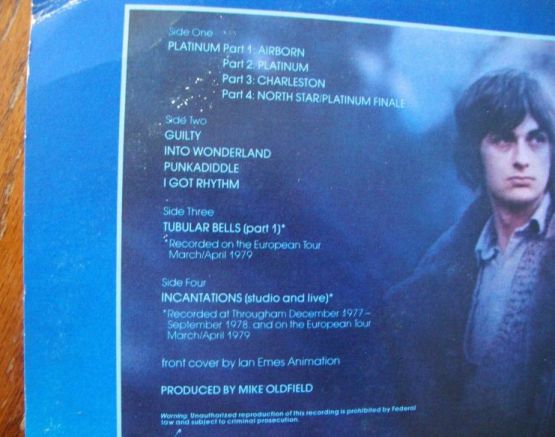 Side One
PLATINUM Part 1: AIRBORN
Part 2: PLATINUM
Part 3: CHARLESTON
Part 4: NORTH STAR/PLATINUM FINALE
Side Two
GUILTY
INTO WONDERLAND
PUNKADIDDLE
I GOT RHYTHM
Side Three
TUBULAR BELLS (part 1)*
*Recorded on the European Tour
March/April 1979
Side Four
INCANTATIONS (studio and live)*
*Recorded at Througham December 1977–
September 1978, and on the European Tour
March/April 1979
front cover by Ian Emes Animation
PRODUCED BY MIKE OLDFIELD
Warning: Unauthorized reproduction of this recording is prohibited by Federal
law and subject to criminal prosecution.